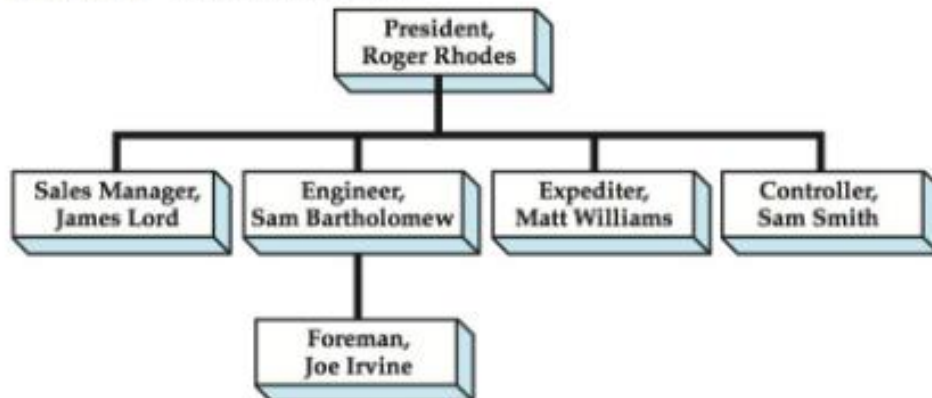 President,
Roger Rhodes
Sales Manager,
James Lord
Engineer,
Sam Bartholomew
Expediter,
Matt Williams
Controller,
Sam Smith
Foreman,
Joe Irvine